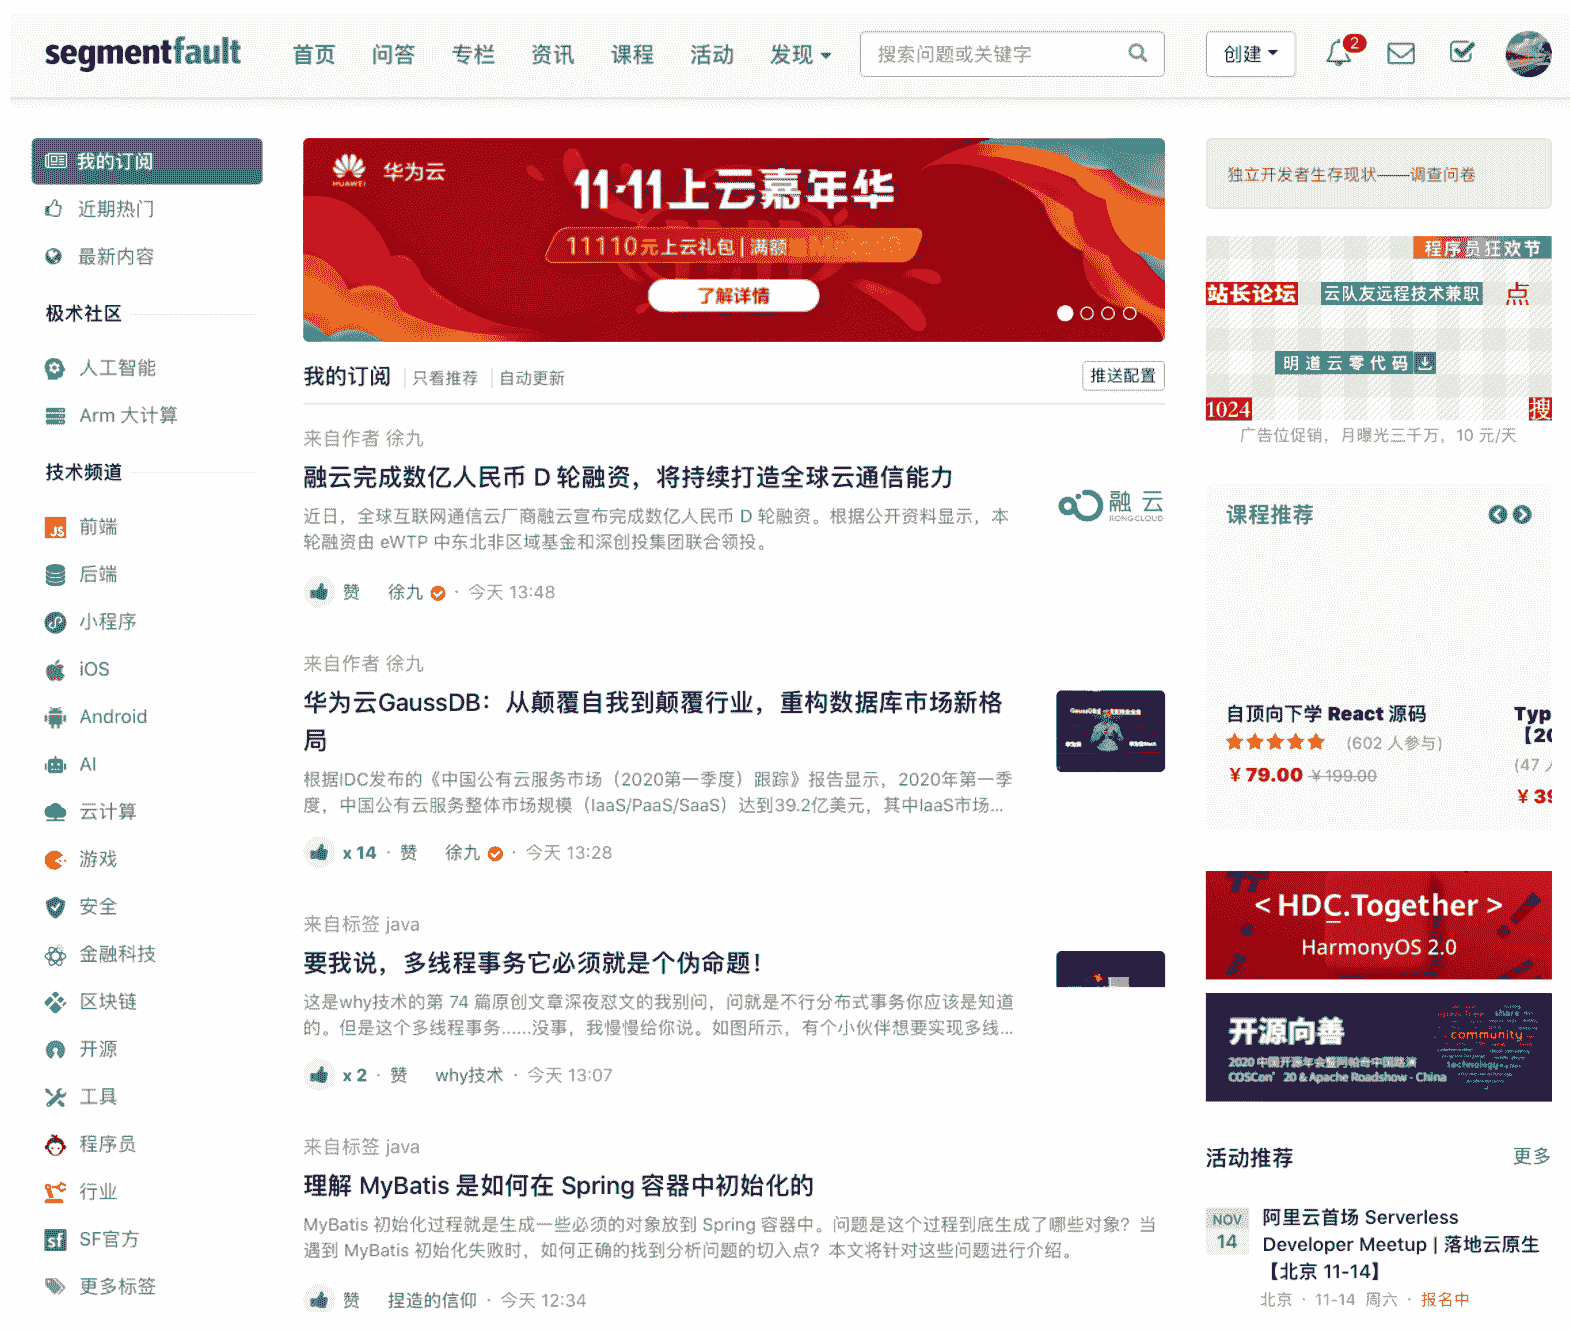 segmentfault
首页 问答 专栏 资讯 课程 活动 发现
搜索问题或关键字
创建
2
我的订阅
近期热门
最新内容
极术社区
人工智能
Arm 大计算
技术频道
前端
后端
小程序
iOS
Android
AI
云计算
游戏
安全
金融科技
区块链
开源
工具
程序员
行业
SF官方
更多标签
HUAWEI
华为云
11·11上云嘉年华
11110元上云礼包 | 满额
了解详情
我的订阅 只看推荐 自动更新
推送配置
来自作者 徐九
融云完成数亿人民币 D 轮融资，将持续打造全球云通信能力
近日，全球互联网通信云厂商融云宣布完成数亿人民币 D 轮融资。根据公开资料显示，本
轮融资由 eWTP 中东北非区域基金和深创投集团联合领投。
融 云
RONGCLOUD
赞 徐九 · 今天 13:48
来自作者 徐九
华为云GaussDB：从颠覆自我到颠覆行业，重构数据库市场新格
局
根据IDC发布的《中国公有云服务市场（2020第一季度）跟踪》报告显示，2020年第一季
度，中国公有云服务整体市场规模（IaaS/PaaS/SaaS）达到39.2亿美元，其中IaaS市场...
x 14 · 赞 徐九 · 今天 13:28
来自标签 java
要我说，多线程事务它必须就是个伪命题！
这是why技术的第 74 篇原创文章深夜怼文的我别问，问就是不行分布式事务你应该是知道
的。但是这个多线程事务......没事，我慢慢给你说。如图所示，有个小伙伴想要实现多线...
x 2 · 赞 why技术 · 今天 13:07
来自标签 java
理解 MyBatis 是如何在 Spring 容器中初始化的
MyBatis 初始化过程就是生成一些必须的对象放到 Spring 容器中。问题是这个过程到底生成了哪些对象？当
遇到 MyBatis 初始化失败时，如何正确的找到分析问题的切入点？本文将针对这些问题进行介绍。
赞 捏造的信仰 · 今天 12:34
独立开发者生存现状——调查问卷
程序员狂欢节
站长论坛 云队友远程技术兼职 点
明道云零代码
1024 搜
广告位促销，月曝光三千万，10 元/天
课程推荐
自顶向下学 React 源码
(602 人参与)
¥ 79.00 ¥ 199.00
Typ
【20
(47 人
¥ 39
< HDC.Together >
HarmonyOS 2.0
开源向善
2020 中国开源年会暨阿帕奇中国路演
COSCon' 20 & Apache Roadshow - China
share
community
technology
活动推荐 更多
NOV
14
阿里云首场 Serverless
Developer Meetup | 落地云原生
【北京 11-14】
北京 · 11-14 周六 · 报名中